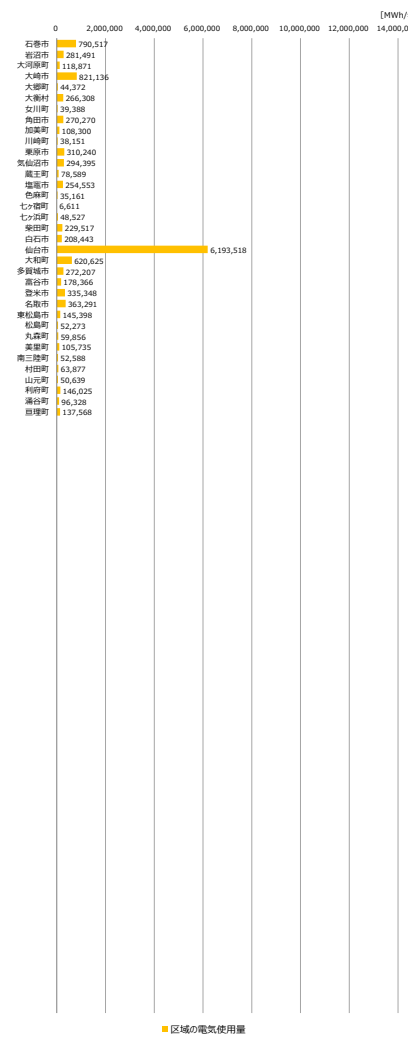 [MWh/
0 2,000,000 4,000,000 6,000,000 8,000,000 10,000,000 12,000,000 14,000,0
石巻市 790,517
岩沼市 281,491
大河原町 118,871
大崎市 821,136
大郷町 44,372
大衡村 266,308
女川町 39,388
角田市 270,270
加美町 108,300
川崎町 38,151
栗原市 310,240
気仙沼市 294,395
蔵王町 78,589
塩竈市 254,553
色麻町 35,161
七ヶ宿町 6,611
七ヶ浜町 48,527
柴田町 229,517
白石市 208,443
仙台市 6,193,518
大和町 620,625
多賀城市 272,207
富谷市 178,366
登米市 335,348
名取市 363,291
東松島市 145,398
松島町 52,273
丸森町 59,856
美里町 105,735
南三陸町 52,588
村田町 63,877
山元町 50,639
利府町 146,025
涌谷町 96,328
亘理町 137,568
区域の電気使用量